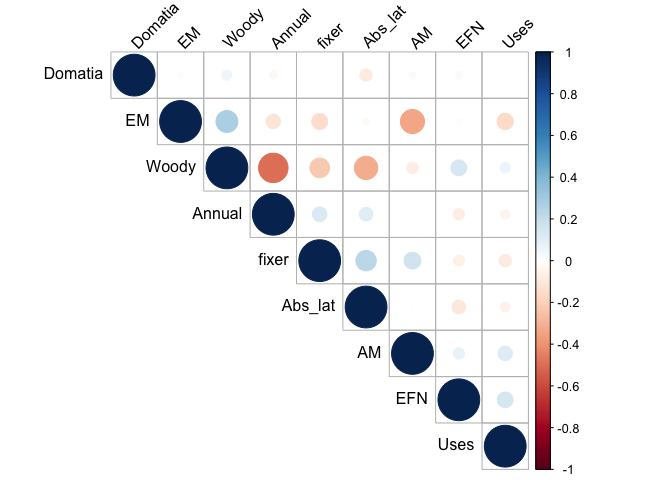 Domatia
EM
Woody
Annual
fixer
Abs_lat
AM
EFN
Uses
Domatia
EM
Woody
Annual
fixer
Abs_lat
AM
EFN
Uses
1
0.8
0.6
0.4
0.2
0
-0.2
-0.4
-0.6
-0.8
-1